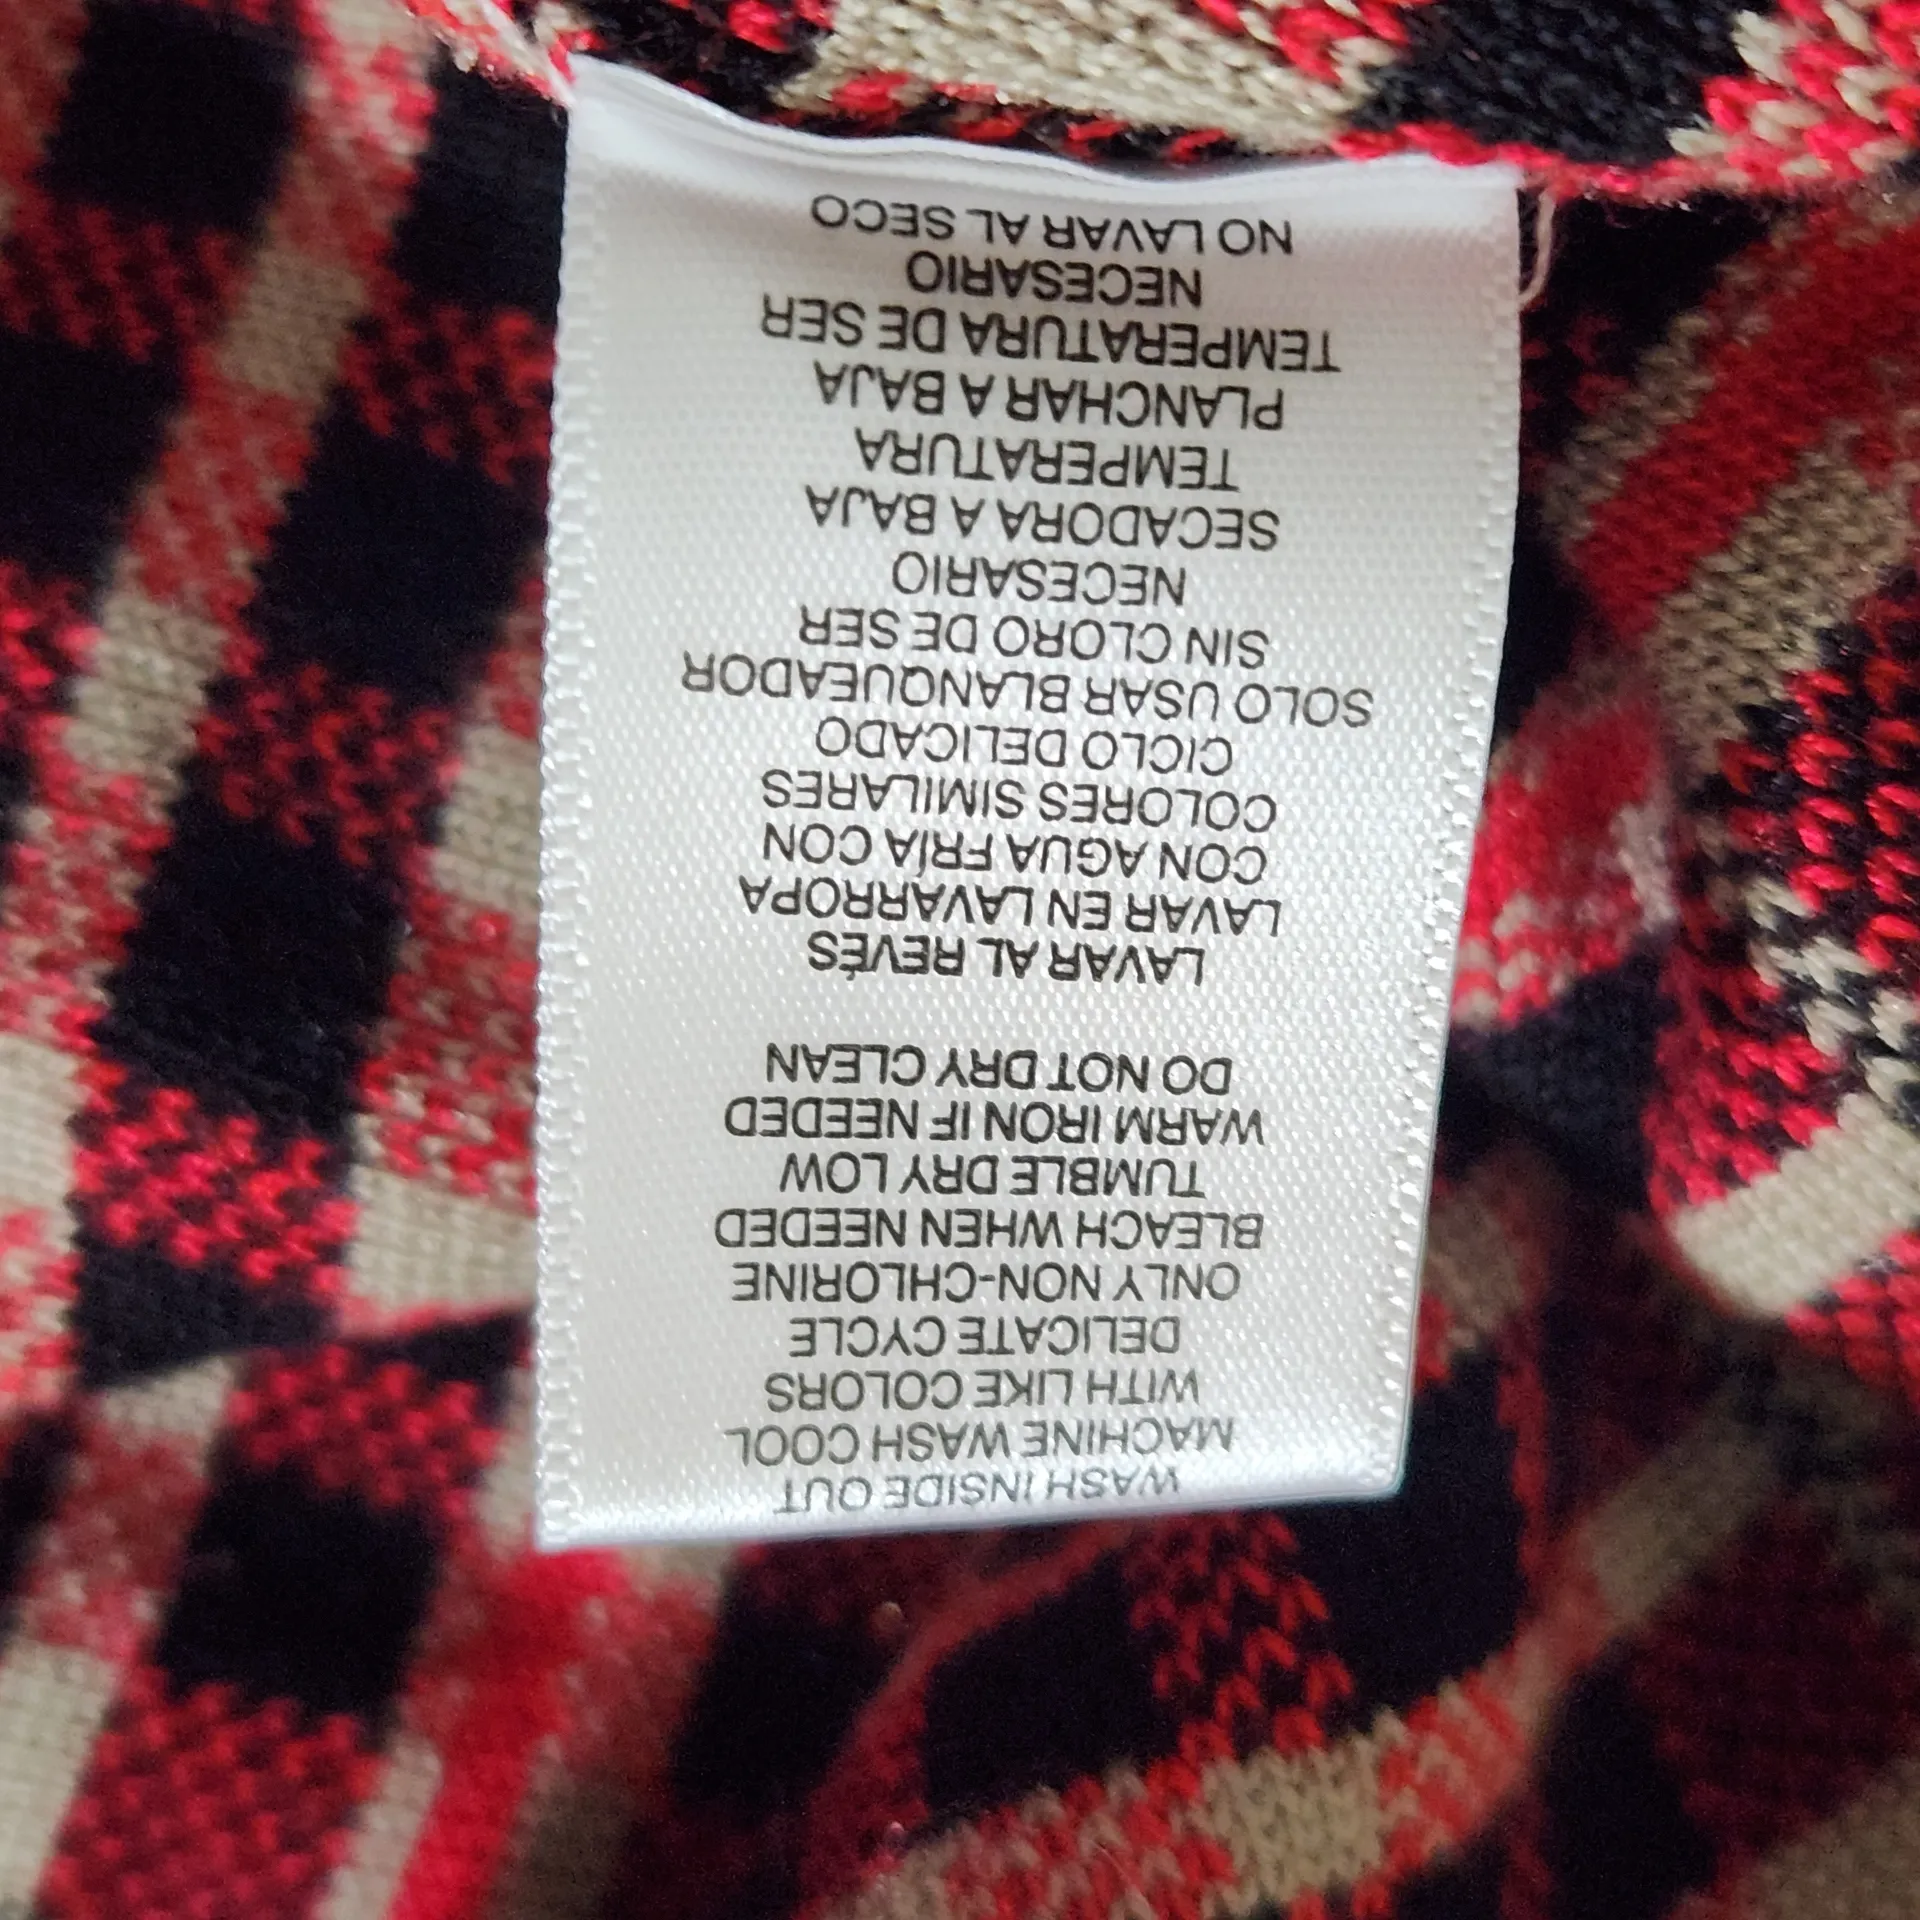 WASH INSIDE OUT
MACHINE WASH COOL
WITH LIKE COLORS
DELICATE CYCLE
ONLY NON-CHLORINE
BLEACH WHEN NEEDED
TUMBLE DRY LOW
WARM IRON IF NEEDED
DO NOT DRY CLEAN
LAVAR AL REVÉS
LAVAR EN LAVARROPA
CON AGUA FRÍA CON
COLORES SIMILARES
CICLO DELICADO
SOLO USAR BLANQUEADOR
SIN CLORO DE SER
NECESARIO
SECADORA A BAJA
TEMPERATURA
PLANCHAR A BAJA
TEMPERATURA DE SER
NECESARIO
NO LAVAR AL SECO